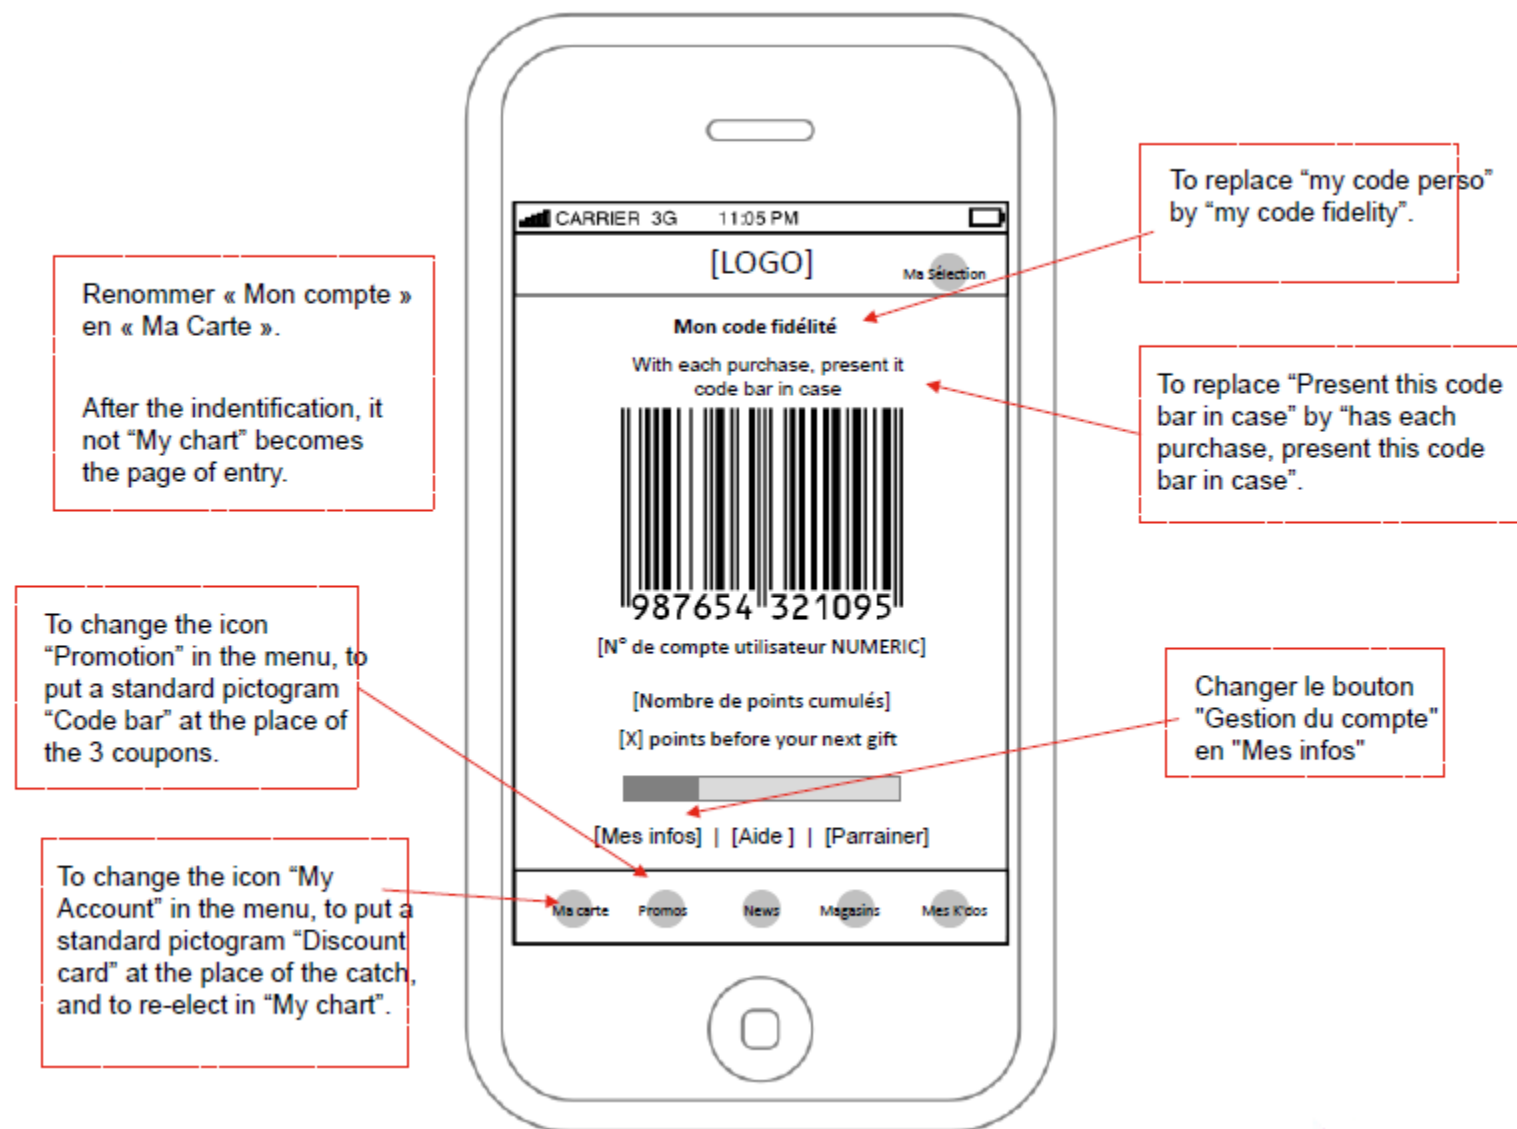 CARRIER 3G 11:05 PM
[LOGO]
Ma Sélection
Mon code fidélité
With each purchase, present it
code bar in case
987654 321095
[N° de compte utilisateur NUMERIC]
[Nombre de points cumulés]
[X] points before your next gift
[Mes infos] | [Aide ] | [Parrainer]
Ma carte Promos News Magasins Mes K'dos
Renommer « Mon compte »
en « Ma Carte ».
After the indentification, it
not “My chart” becomes
the page of entry.
To change the icon
“Promotion” in the menu, to
put a standard pictogram
“Code bar” at the place of
the 3 coupons.
To change the icon “My
Account” in the menu, to put a
standard pictogram “Discount
card” at the place of the catch,
and to re-elect in “My chart”.
To replace “my code perso”
by “my code fidelity”.
To replace “Present this code
bar in case” by “has each
purchase, present this code
bar in case”.
Changer le bouton
"Gestion du compte"
en "Mes infos"